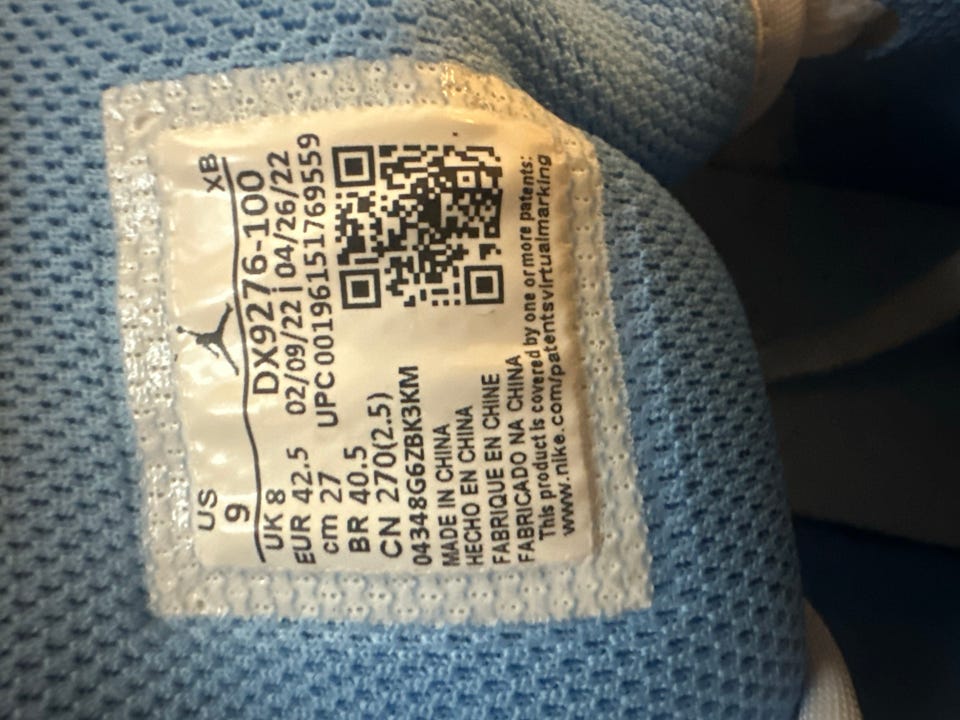 US
9
XB
UK 8
DX9276-100
EUR 42.5
02/09/22 | 04/26/22
cm 27
UPC 00196151769559
BR 40.5
CN 270(2.5)
04348G6ZBK3KM
MADE IN CHINA
HECHO EN CHINA
FABRIQUE EN CHINE
FABRICADO NA CHINA
This product is covered by one or more patents:
www.nike.com/patentsvirtualmarking